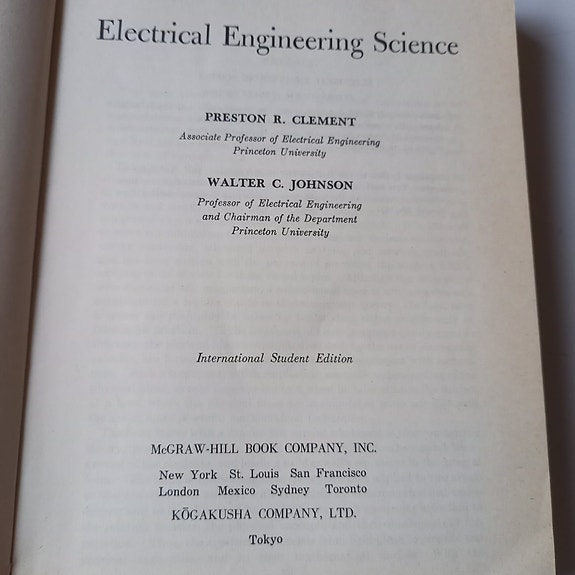 Electrical Engineering Science
PRESTON R. CLEMENT
Associate Professor of Electrical Engineering
Princeton University
WALTER C. JOHNSON
Professor of Electrical Engineering
and Chairman of the Department
Princeton University
International Student Edition
McGRAW-HILL BOOK COMPANY, INC.
New York St. Louis San Francisco
London Mexico Sydney Toronto
KŌGAKUSHA COMPANY, LTD.
Tokyo